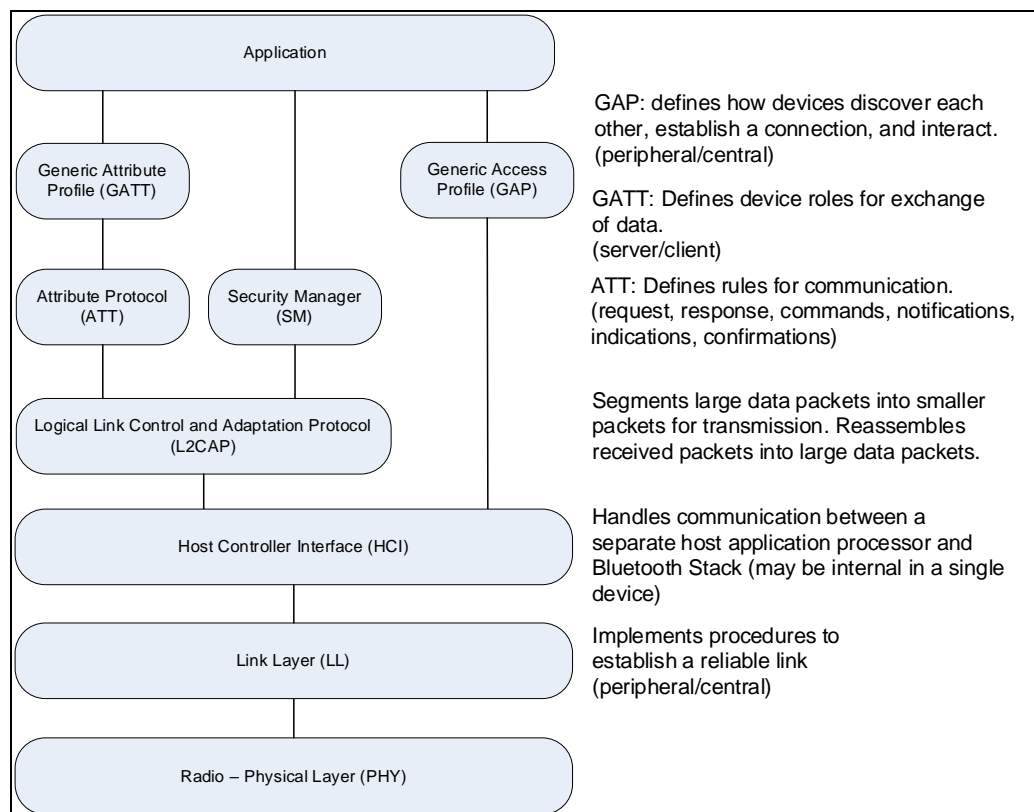 Application
Generic Attribute
Profile (GATT)
Generic Access
Profile (GAP)
Attribute Protocol
(ATT)
Security Manager
(SM)
Logical Link Control and Adaptation Protocol
(L2CAP)
Host Controller Interface (HCI)
Link Layer (LL)
Radio – Physical Layer (PHY)
GAP: defines how devices discover each
other, establish a connection, and interact.
(peripheral/central)
GATT: Defines device roles for exchange
of data.
(server/client)
ATT: Defines rules for communication.
(request, response, commands, notifications,
indications, confirmations)
Segments large data packets into smaller
packets for transmission. Reassembles
received packets into large data packets.
Handles communication between a
separate host application processor and
Bluetooth Stack (may be internal in a single
device)
Implements procedures to
establish a reliable link
(peripheral/central)